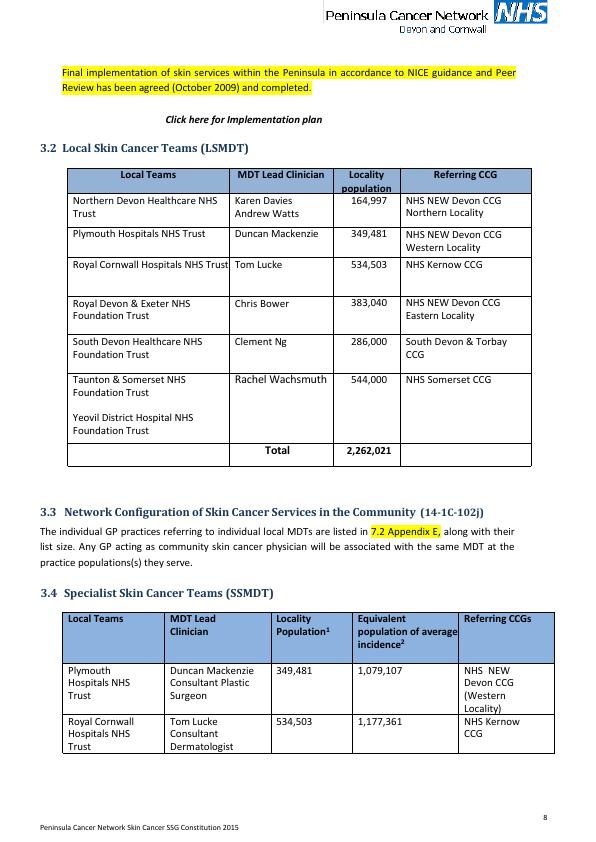 Peninsula Cancer Network NHS
Devon and Cornwall
Final implementation of skin services within the Peninsula in accordance to NICE guidance and Peer
Review has been agreed (October 2009) and completed.
Click here for Implementation plan
3.2 Local Skin Cancer Teams (LSMDT)
Local Teams MDT Lead Clinician Locality population Referring CCG
Northern Devon Healthcare NHS Trust Karen Davies Andrew Watts 164,997 NHS NEW Devon CCG Northern Locality
Plymouth Hospitals NHS Trust Duncan Mackenzie 349,481 NHS NEW Devon CCG Western Locality
Royal Cornwall Hospitals NHS Trust Tom Lucke 534,503 NHS Kernow CCG
Royal Devon & Exeter NHS Foundation Trust Chris Bower 383,040 NHS NEW Devon CCG Eastern Locality
South Devon Healthcare NHS Foundation Trust Clement Ng 286,000 South Devon & Torbay CCG
Taunton & Somerset NHS Foundation Trust Rachel Wachsmuth 544,000 NHS Somerset CCG
Yeovil District Hospital NHS Foundation Trust
Total 2,262,021
3.3 Network Configuration of Skin Cancer Services in the Community (14-1C-102j)
The individual GP practices referring to individual local MDTs are listed in 7.2 Appendix E, along with their
list size. Any GP acting as community skin cancer physician will be associated with the same MDT at the
practice populations(s) they serve.
3.4 Specialist Skin Cancer Teams (SSMDT)
Local Teams MDT Lead Clinician Locality Population¹ Equivalent population of average incidence² Referring CCGs
Plymouth Hospitals NHS Trust Duncan Mackenzie Consultant Plastic Surgeon 349,481 1,079,107 NHS NEW Devon CCG (Western Locality)
Royal Cornwall Hospitals NHS Trust Tom Lucke Consultant Dermatologist 534,503 1,177,361 NHS Kernow CCG
8
Peninsula Cancer Network Skin Cancer SSG Constitution 2015